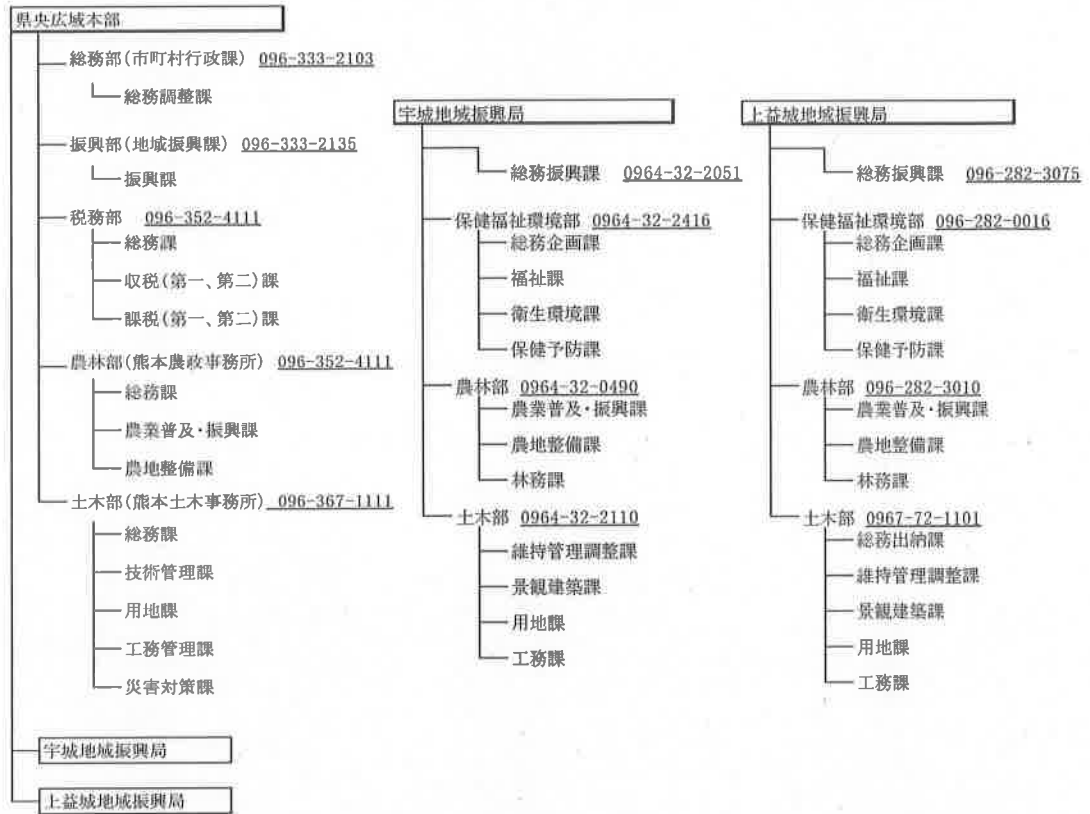 県央広域本部
総務部(市町村行政課) 096-333-2103
総務調整課
振興部(地域振興課) 096-333-2135
振興課
税務部 096-352-4111
総務課
収税(第一、第二)課
課税(第一、第二)課
農林部(熊本農政事務所) 096-352-4111
総務課
農業普及・振興課
農地整備課
土木部(熊本土木事務所) 096-367-1111
総務課
技術管理課
用地課
工務管理課
災害対策課
宇城地域振興局
上益城地域振興局
宇城地域振興局
総務振興課 0964-32-2051
保健福祉環境部 0964-32-2416
総務企画課
福祉課
衛生環境課
保健予防課
農林部 0964-32-0490
農業普及・振興課
農地整備課
林務課
土木部 0964-32-2110
維持管理調整課
景観建築課
用地課
工務課
上益城地域振興局
総務振興課 096-282-3075
保健福祉環境部 096-282-0016
総務企画課
福祉課
衛生環境課
保健予防課
農林部 096-282-3010
農業普及・振興課
農地整備課
林務課
土木部 0967-72-1101
総務出納課
維持管理調整課
景観建築課
用地課
工務課